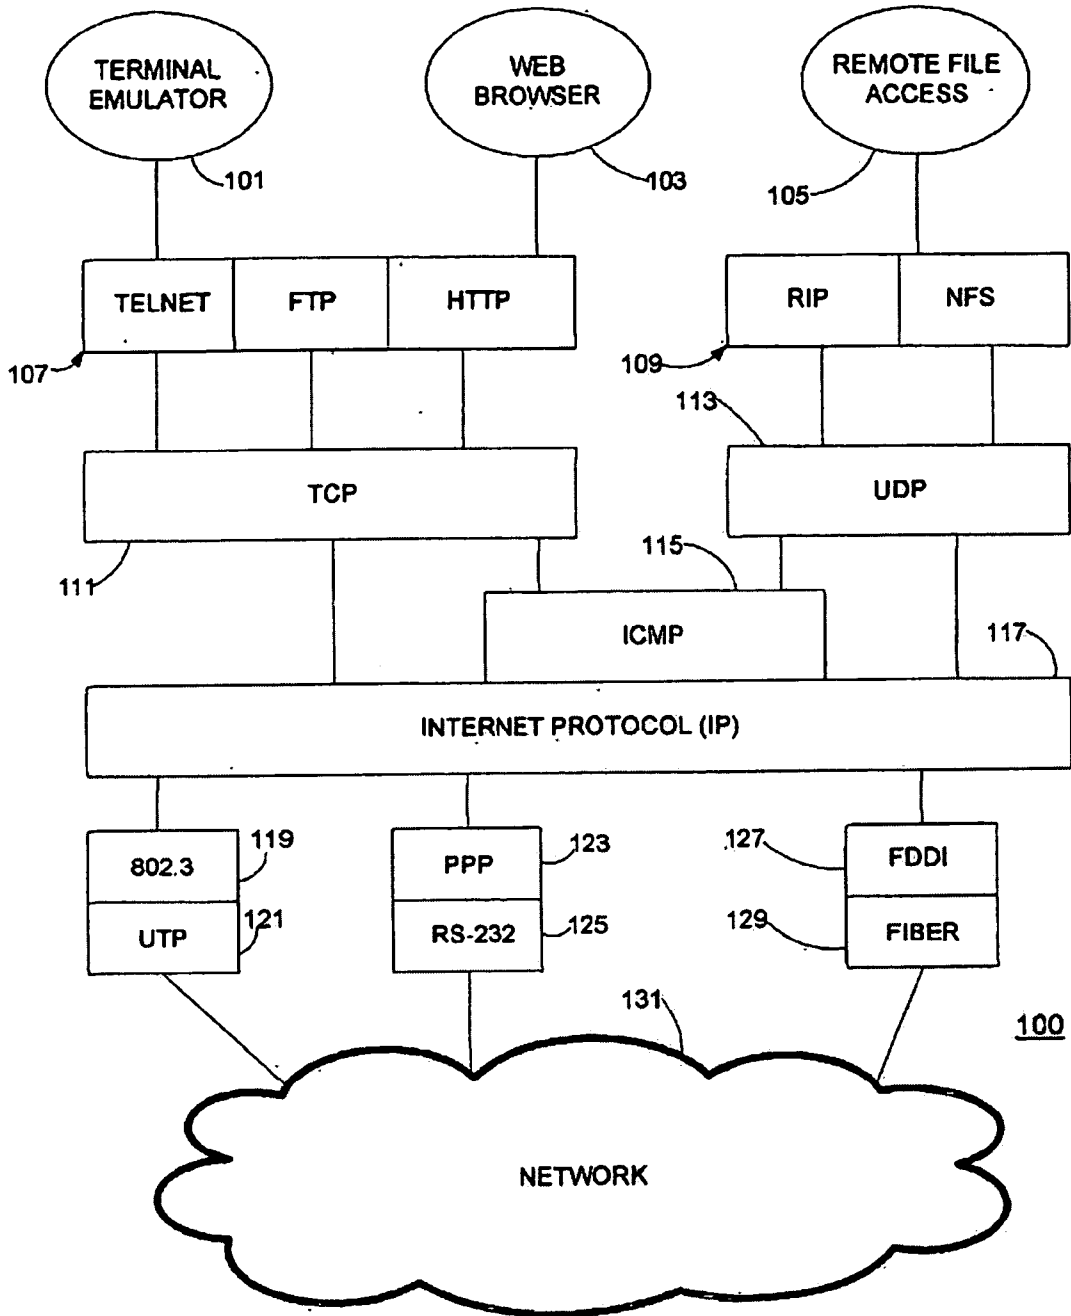 TERMINAL
EMULATOR
WEB
BROWSER
REMOTE FILE
ACCESS
101
103
105
TELNET
FTP
HTTP
RIP
NFS
107
109
113
TCP
UDP
111
115
ICMP
117
INTERNET PROTOCOL (IP)
802.3
119
PPP
123
127
FDDI
UTP
121
RS-232
125
129
FIBER
131
100
NETWORK